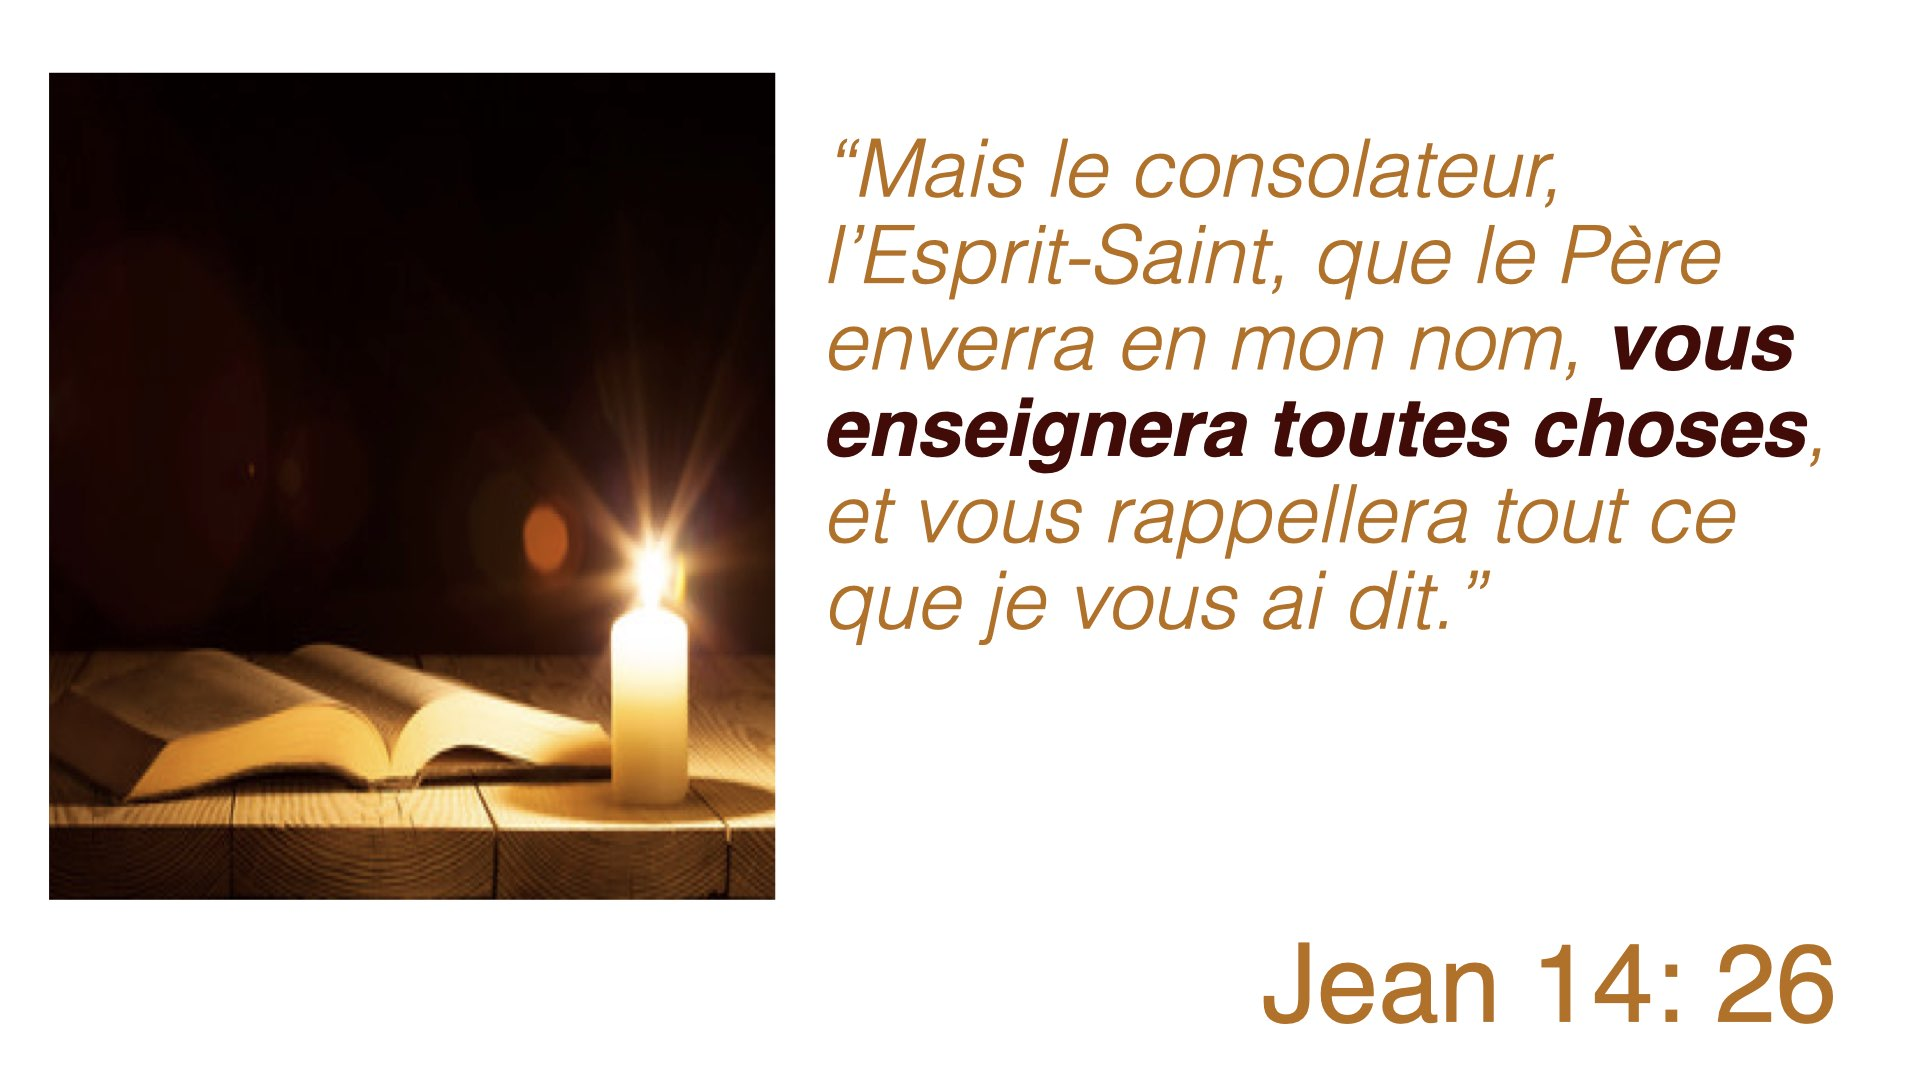 “Mais le consolateur,
l’Esprit-Saint, que le Père
enverra en mon nom, vous
enseignera toutes choses,
et vous rappellera tout ce
que je vous ai dit.”
Jean 14: 26